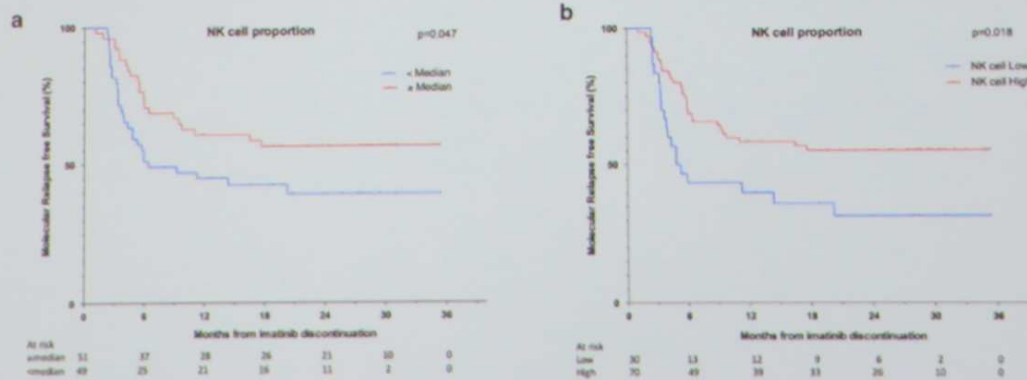 a
NK cell proportion
p=0.047
< Median
≥ Median
Molecular Relapse free Survival (%)
100
50
0
0 6 12 18 24 30 36
Months from Imatinib discontinuation
At risk
≥median 51 37 28 26 21 10 0
<median 49 25 21 16 11 2 0
b
NK cell proportion
p=0.018
NK cell Low
NK cell High
Molecular Relapse free Survival (%)
100
50
0
0 6 12 18 24 30 36
Months from imatinib discontinuation
At risk
Low 30 13 12 9 6 2 0
High 70 49 39 33 26 10 0